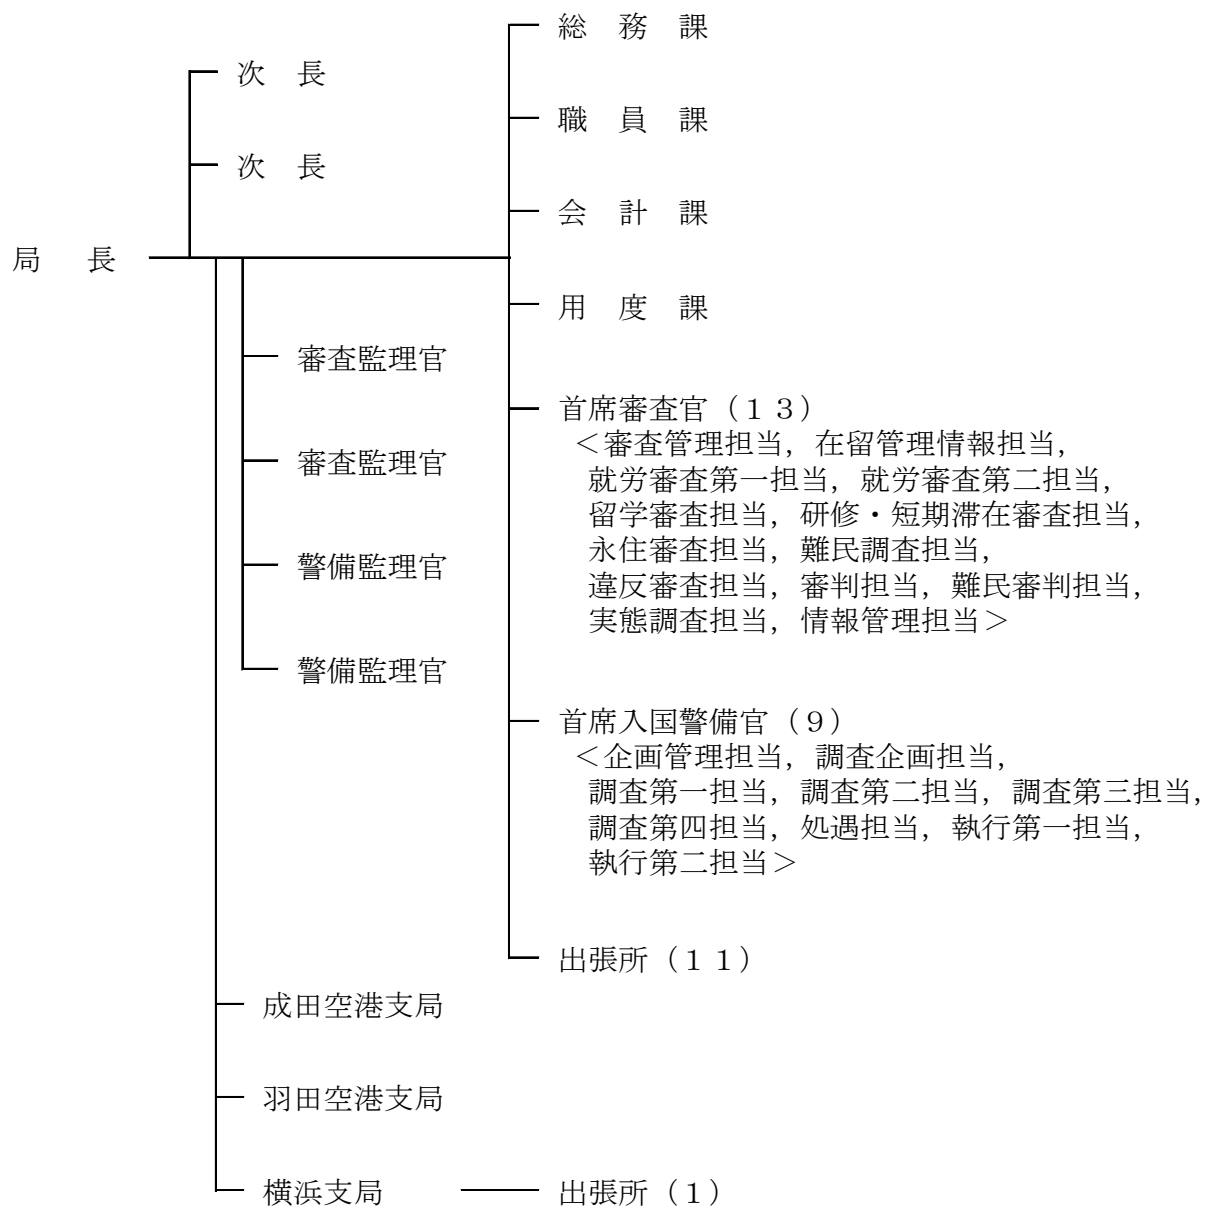 総　務　課
次　長
職　員　課
次　長
会　計　課
局　長
用　度　課
審査監理官
首席審査官（１３）
＜審査管理担当，在留管理情報担当，
審査監理官
就労審査第一担当，就労審査第二担当，
留学審査担当，研修・短期滞在審査担当，
永住審査担当，難民調査担当，
警備監理官
違反審査担当，審判担当，難民審判担当，
実態調査担当，情報管理担当＞
警備監理官
首席入国警備官（９）
＜企画管理担当，調査企画担当，
調査第一担当，調査第二担当，調査第三担当，
調査第四担当，処遇担当，執行第一担当，
執行第二担当＞
出張所（１１）
成田空港支局
羽田空港支局
横浜支局
出張所（１）